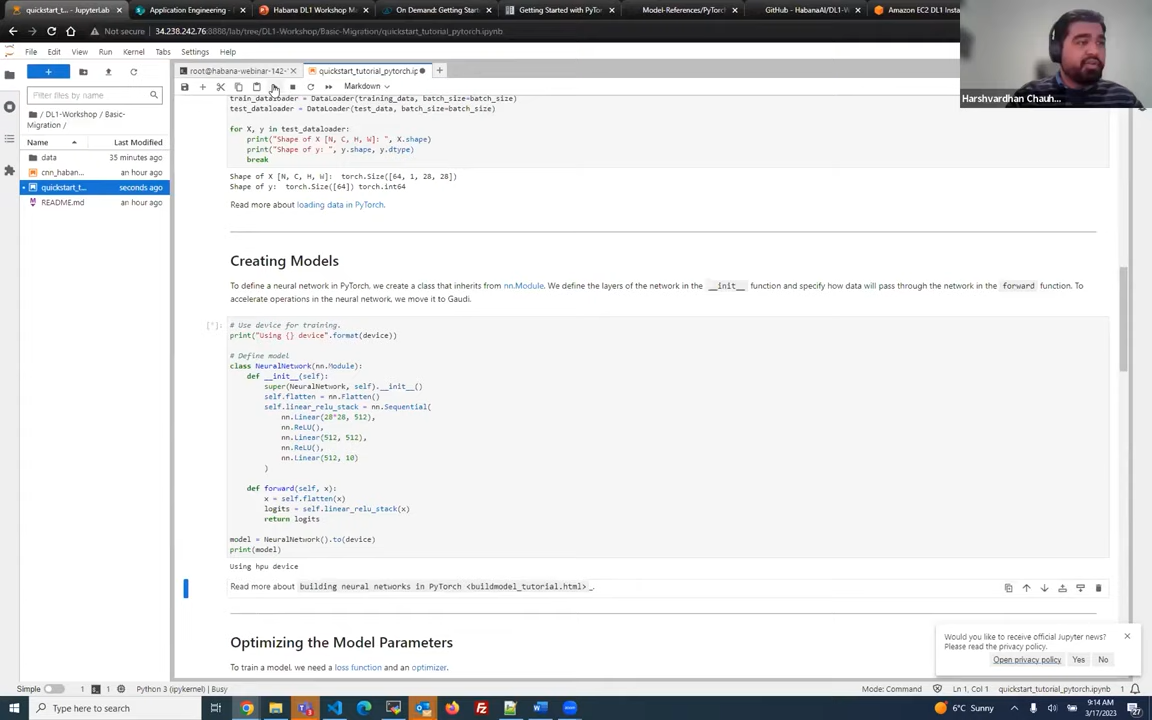 quickstart_t... - JupyterLab
Application Engineering -
Habana DL1 Workshop M
On Demand: Getting Star
Getting Started with PyTo
Model-References/PyTorc
GitHub - HabanaAI/DL1-V
Amazon EC2 DL1 Instanc
Not secure | 34.238.242.76:8888/lab/tree/DL1-Workshop/Basic-Migration/quickstart_tutorial_pytorch.ipynb
File Edit View Run Kernel Tabs Settings Help
root@habana-webinar-142-
quickstart_tutorial_pytorch.ip
Markdown
Harshvardhan Chauh...
Filter files by name
/ DL1-Workshop / Basic-
Migration /
Name Last Modified
data 35 minutes ago
cnn_haban... an hour ago
quickstart_t... seconds ago
README.md an hour ago
train_dataloader = DataLoader(training_data, batch_size=batch_size)
test_dataloader = DataLoader(test_data, batch_size=batch_size)
for X, y in test_dataloader:
print("Shape of X [N, C, H, W]: ", X.shape)
print("Shape of y: ", y.shape, y.dtype)
break
Shape of X [N, C, H, W]:  torch.Size([64, 1, 28, 28])
Shape of y:  torch.Size([64]) torch.int64
Read more about loading data in PyTorch.
Creating Models
To define a neural network in PyTorch, we create a class that inherits from nn.Module. We define the layers of the network in the __init__ function and specify how data will pass through the network in the forward function. To
accelerate operations in the neural network, we move it to Gaudi.
[*]:
# Use device for training.
print("Using {} device".format(device))
# Define model
class NeuralNetwork(nn.Module):
def __init__(self):
super(NeuralNetwork, self).__init__()
self.flatten = nn.Flatten()
self.linear_relu_stack = nn.Sequential(
nn.Linear(28*28, 512),
nn.ReLU(),
nn.Linear(512, 512),
nn.ReLU(),
nn.Linear(512, 10)
)
def forward(self, x):
x = self.flatten(x)
logits = self.linear_relu_stack(x)
return logits
model = NeuralNetwork().to(device)
print(model)
Using hpu device
Read more about building neural networks in PyTorch <buildmodel_tutorial.html> _.
Optimizing the Model Parameters
To train a model, we need a loss function and an optimizer.
Would you like to receive official Jupyter news?
Please read the privacy policy.
Open privacy policy Yes No
Simple 1 1 Python 3 (ipykernel) | Busy
Mode: Command Ln 1, Col 1 quickstart_tutorial_pytorch.ipynb 1
Type here to search
6°C Sunny
9:14 AM
3/17/2023
27